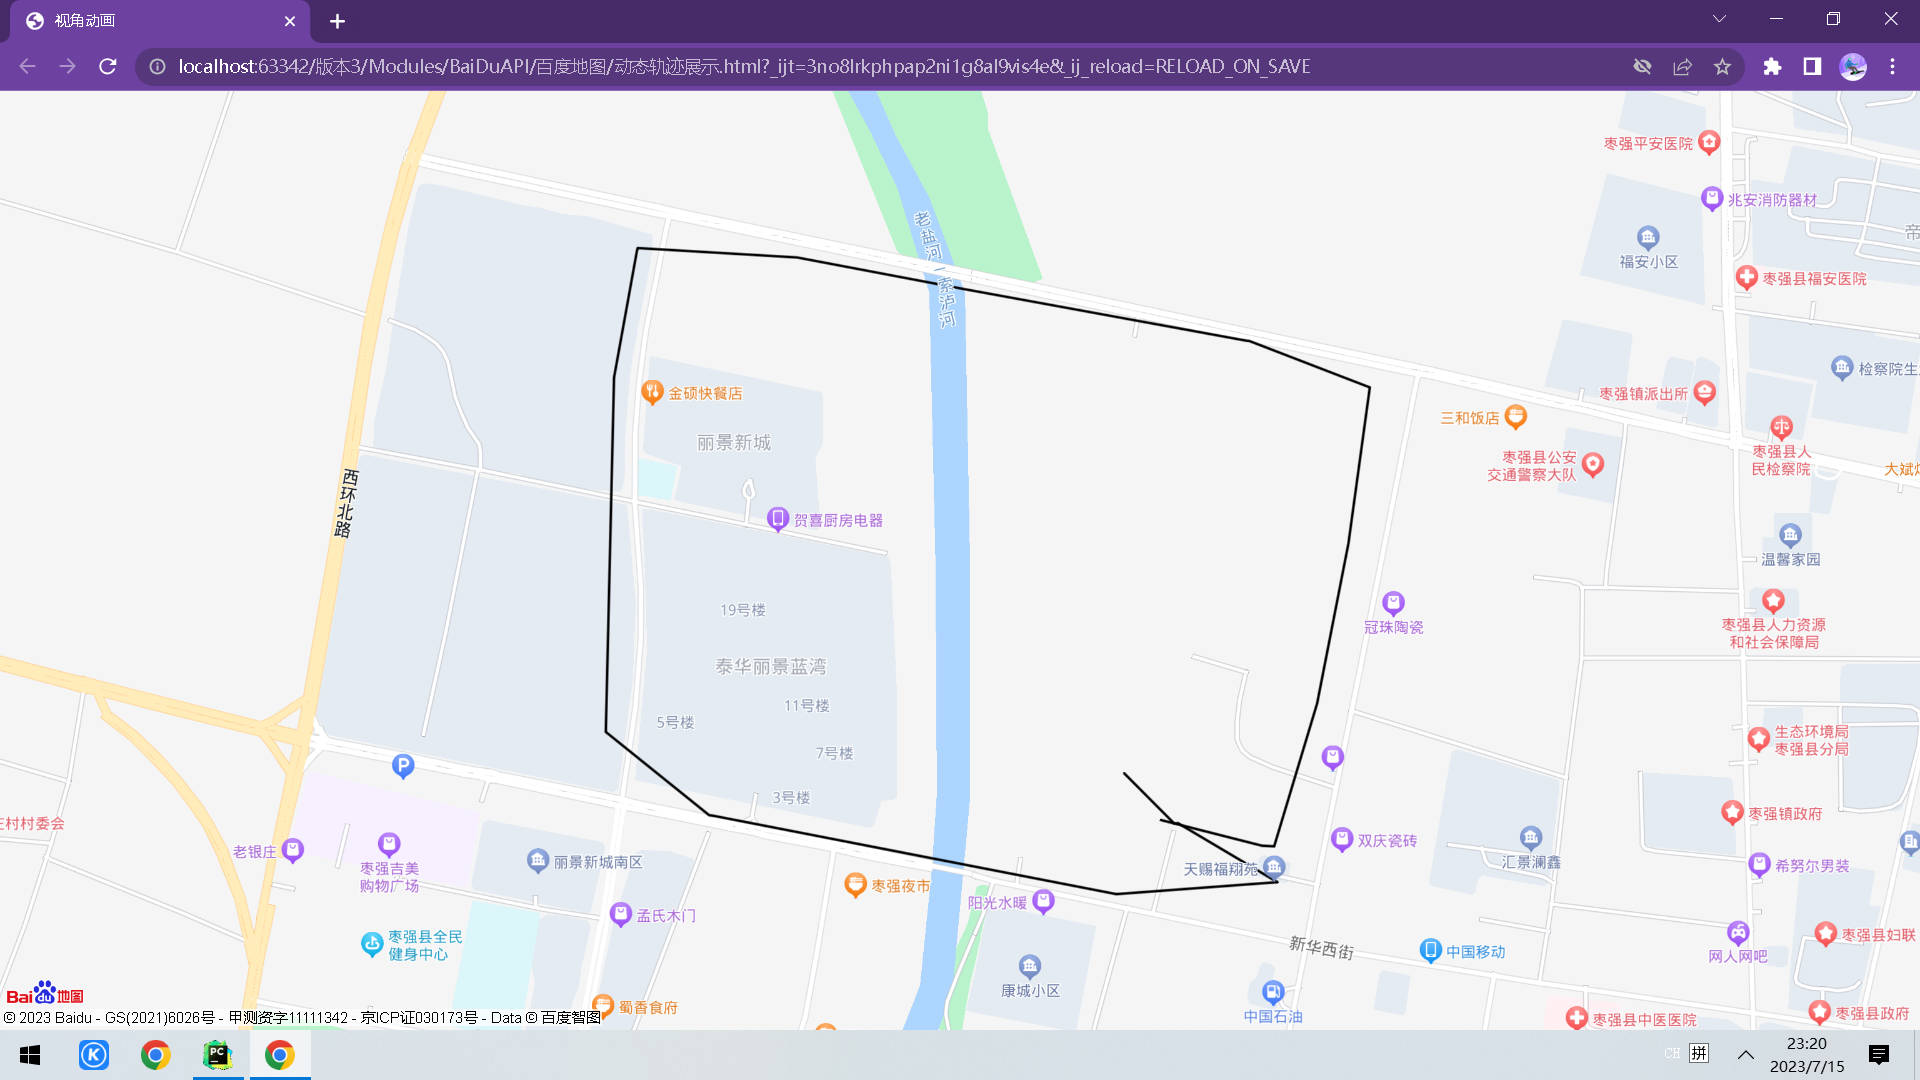 视角动画
localhost:63342/版本3/Modules/BaiDuAPI/百度地图/动态轨迹展示.html?_ijt=3no8lrkphpap2ni1g8al9vis4e&_ij_reload=RELOAD_ON_SAVE
枣强平安医院
兆安消防器材
老盐河
索泸河
帝
福安小区
枣强县福安医院
金硕快餐店
枣强镇派出所
检察院生
三和饭店
丽景新城
枣强县人
民检察院
枣强县公安
交通警察大队
大斌
西环北路
贺喜厨房电器
温馨家园
19号楼
冠珠陶瓷
枣强县人力资源
和社会保障局
泰华丽景蓝湾
11号楼
5号楼
生态环境局
枣强县分局
7号楼
P
3号楼
村村委会
枣强镇政府
老银庄
双庆瓷砖
枣强吉美
购物广场
丽景新城南区
天赐福翔苑
汇景澜鑫
希努尔男装
枣强夜市
阳光水暖
孟氏木门
枣强县妇联
枣强县全民
健身中心
新华西街
中国移动
网人网吧
康城小区
Bai du 地图
蜀香食府
中国石油
枣强县中医医院
枣强县政府
© 2023 Baidu - GS(2021)6026号 - 甲测资字11111342 - 京ICP证030173号 - Data © 百度智图
K
PC
CH
拼
23:20
2023/7/15